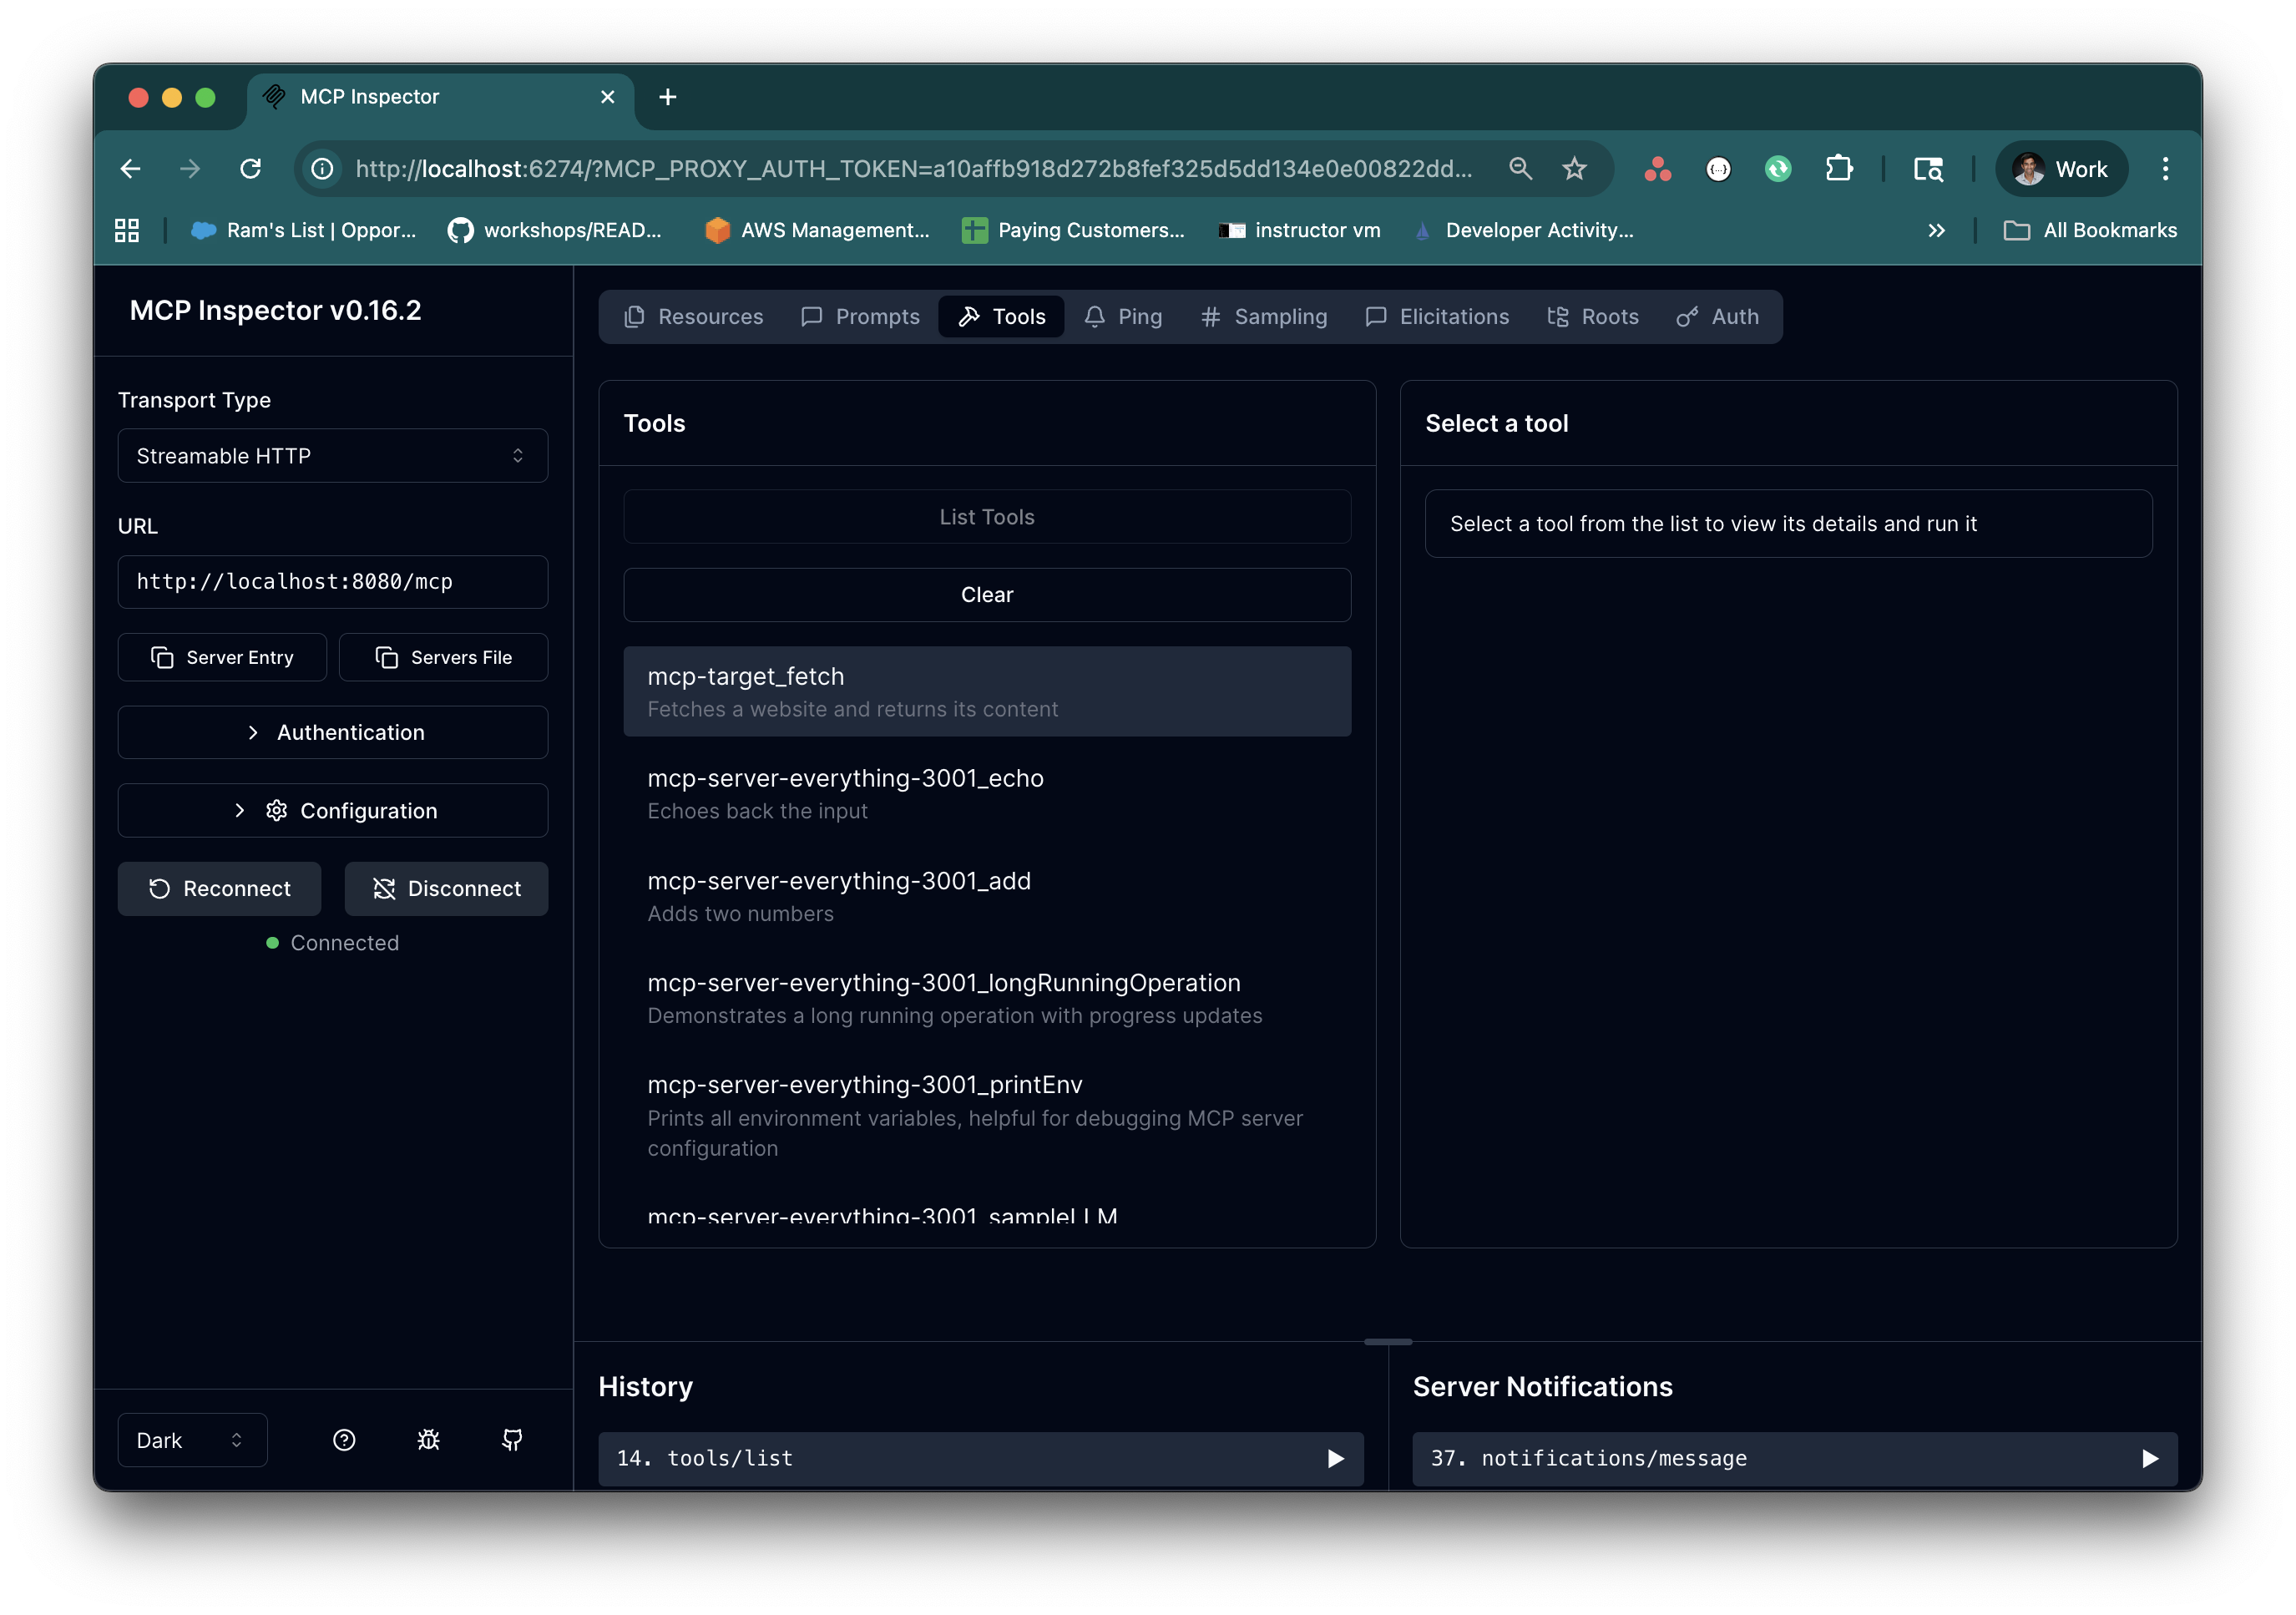 MCP Inspector
http://localhost:6274/?MCP_PROXY_AUTH_TOKEN=a10affb918d272b8fef325d5dd134e0e00822dd...
Work
Ram's List | Oppor...
workshops/READ...
AWS Management...
Paying Customers...
instructor vm
Developer Activity...
All Bookmarks
MCP Inspector v0.16.2
Transport Type
Streamable HTTP
URL
http://localhost:8080/mcp
Server Entry
Servers File
Authentication
Configuration
Reconnect
Disconnect
Connected
Dark
Resources
Prompts
Tools
Ping
Sampling
Elicitations
Roots
Auth
Tools
List Tools
Clear
mcp-target_fetch
Fetches a website and returns its content
mcp-server-everything-3001_echo
Echoes back the input
mcp-server-everything-3001_add
Adds two numbers
mcp-server-everything-3001_longRunningOperation
Demonstrates a long running operation with progress updates
mcp-server-everything-3001_printEnv
Prints all environment variables, helpful for debugging MCP server
configuration
mcp-server-everything-3001_sampleLLM
Select a tool
Select a tool from the list to view its details and run it
History
14. tools/list
Server Notifications
37. notifications/message